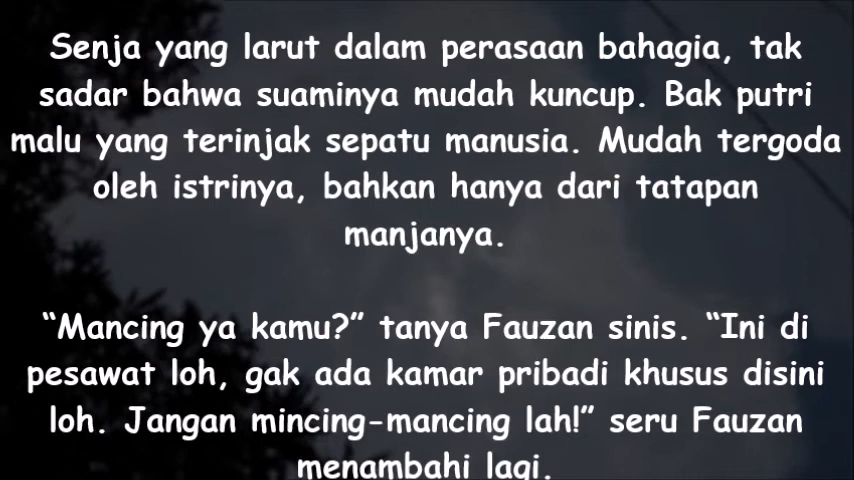 Senja yang larut dalam perasaan bahagia, tak
sadar bahwa suaminya mudah kuncup. Bak putri
malu yang terinjak sepatu manusia. Mudah tergoda
oleh istrinya, bahkan hanya dari tatapan
manjanya.
“Mancing ya kamu?” tanya Fauzan sinis. “Ini di
pesawat loh, gak ada kamar pribadi khusus disini
loh. Jangan mincing-mancing lah!” seru Fauzan
menambahi lagi.